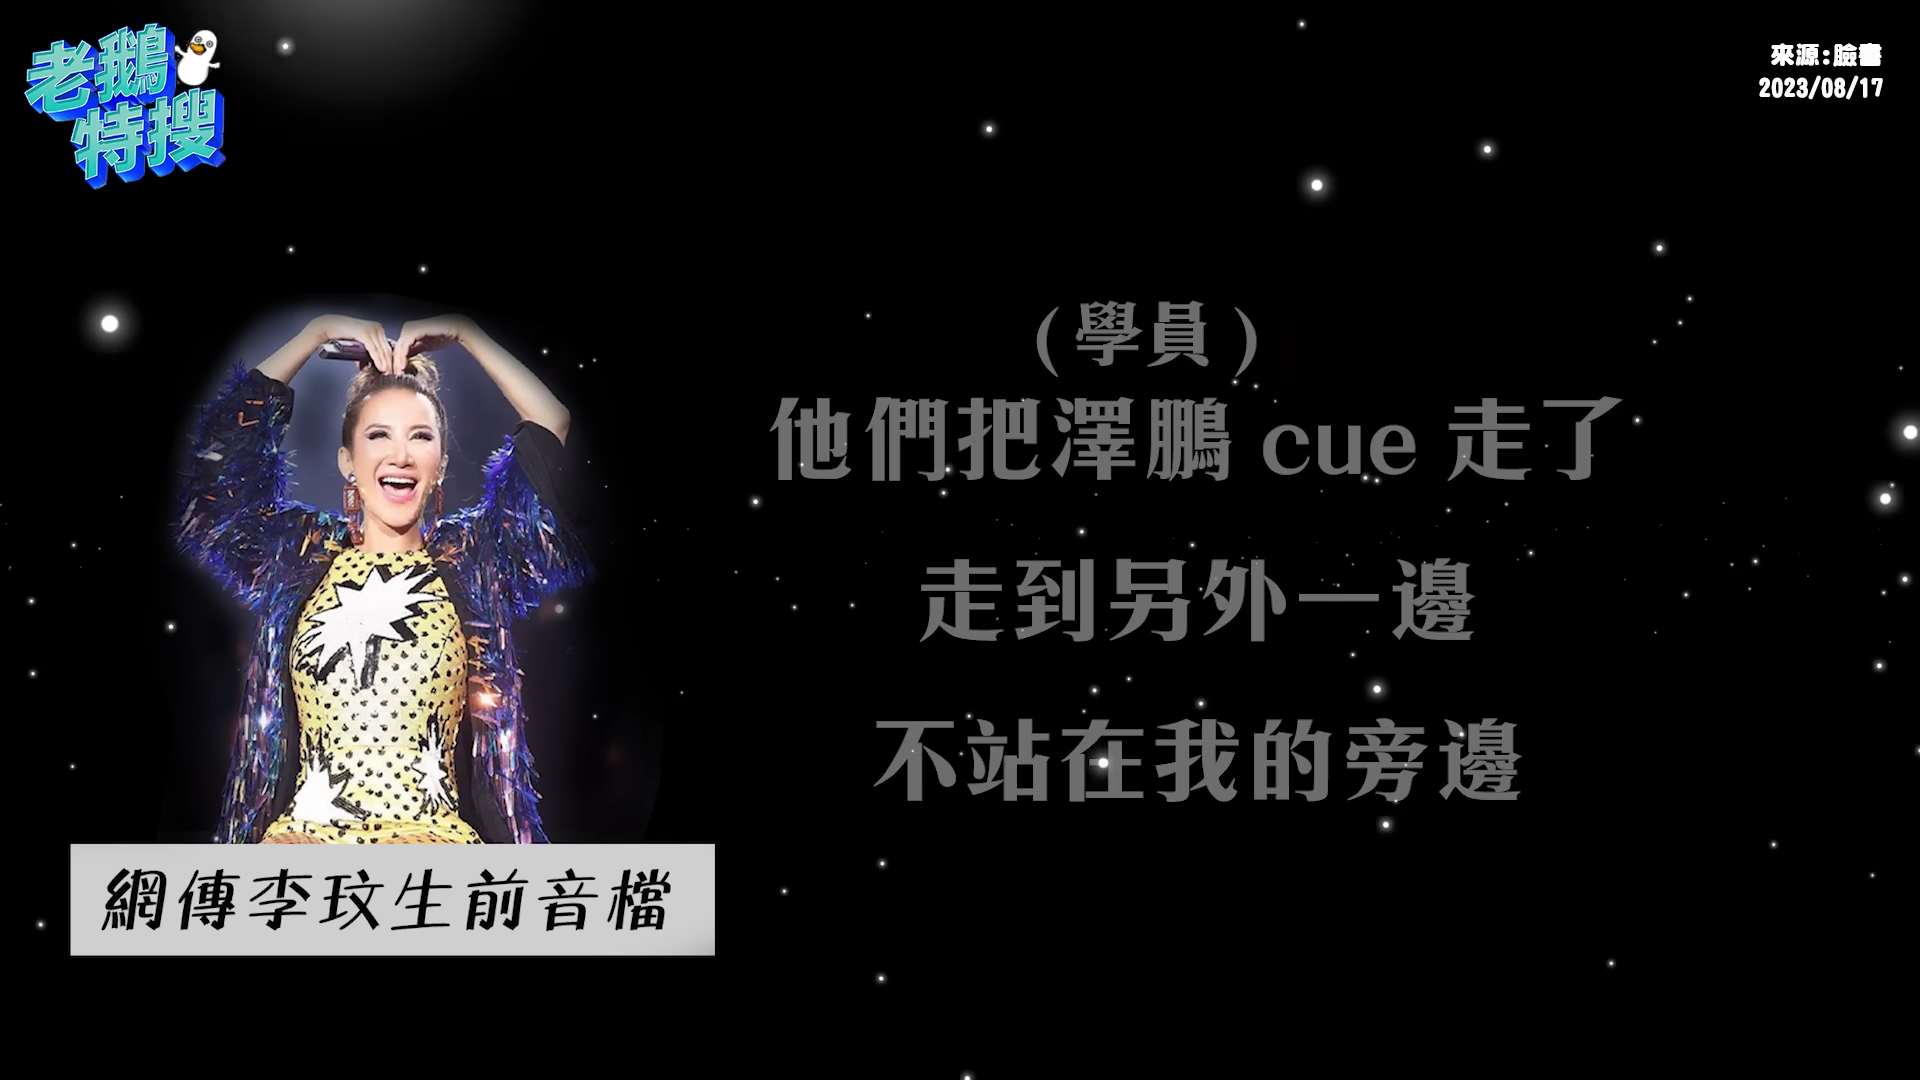 老鵝
特搜
來源:臉書
2023/08/17
(學員)
他們把澤鵬 cue 走了
走到另外一邊
不站在我的旁邊
網傳李玟生前音檔